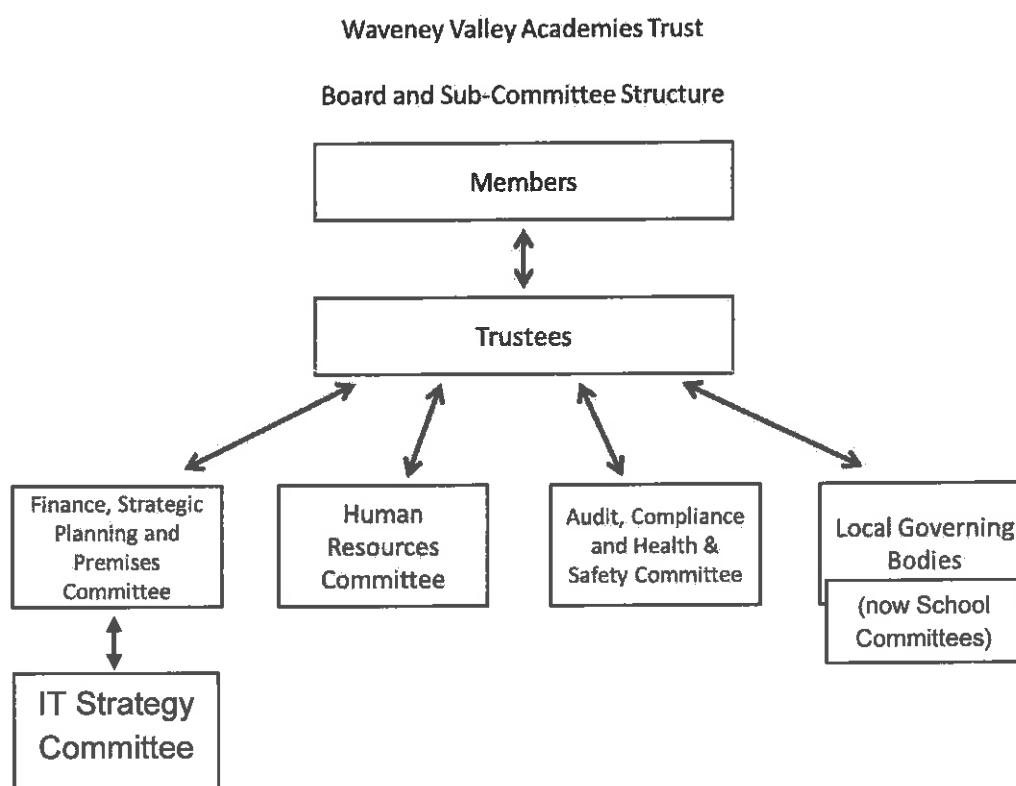 Waveney Valley Academies Trust
Board and Sub-Committee Structure
Members
Trustees
Finance, Strategic
Planning and
Premises
Committee
Human
Resources
Committee
Audit, Compliance
and Health &
Safety Committee
Local Governing
Bodies
(now School
Committees)
IT Strategy
Committee